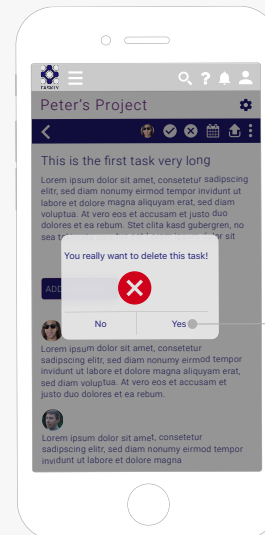 TASKLY
Peter's Project
This is the first task very long
Lorem ipsum dolor sit amet, consetetur sadipscing
elitr, sed diam nonumy eirmod tempor invidunt ut
labore et dolore magna aliquyam erat, sed diam
voluptua. At vero eos et accusam et justo duo
dolores et ea rebum. Stet clita kasd gubergren, no
sea sit
You really want to delete this task!
ADD
No Yes
Lorem ipsum dolor sit amet, consetetur
sadipscing elitr, sed diam nonumy eirmod tempor
invidunt ut labore et dolore magna aliquyam erat,
sed diam voluptua. At vero eos et accusam et
justo duo dolores et ea rebum.
Lorem ipsum dolor sit amet, consetetur
sadipscing elitr, sed diam nonumy eirmod tempor
invidunt ut labore et dolore magna